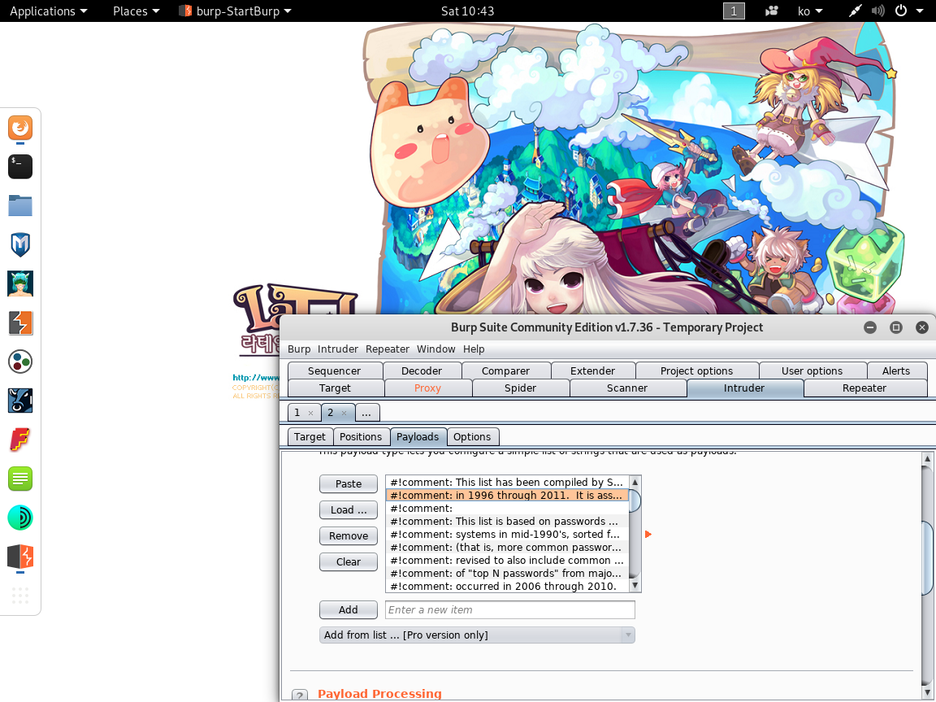 Applications Places burp-StartBurp Sat 10:43 1 ko
LaTale
라테일
http://www
COPYRIGHT
ALL RIGHTS R
Burp Suite Community Edition v1.7.36 - Temporary Project
Burp Intruder Repeater Window Help
Sequencer Decoder Comparer Extender Project options User options Alerts
Target Proxy Spider Scanner Intruder Repeater
1 × 2 × ...
Target Positions Payloads Options
This payload type lets you configure a simple list of strings that are used as payloads.
Paste
Load ...
Remove
Clear
#!comment: This list has been compiled by S...
#!comment: in 1996 through 2011. It is ass...
#!comment:
#!comment: This list is based on passwords ...
#!comment: systems in mid-1990's, sorted f...
#!comment: (that is, more common passwor...
#!comment: revised to also include common ...
#!comment: of "top N passwords" from majo...
#!comment: occurred in 2006 through 2010.
Add Enter a new item
Add from list ... [Pro version only]
? Payload Processing